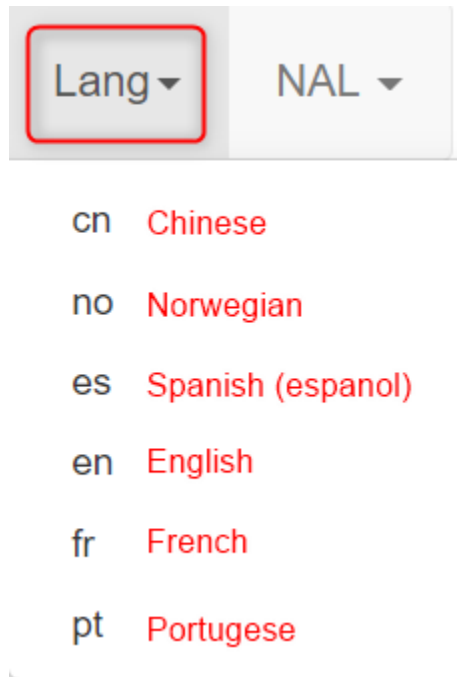 Lang NAL
cn Chinese
no Norwegian
es Spanish (espanol)
en English
fr French
pt Portugese